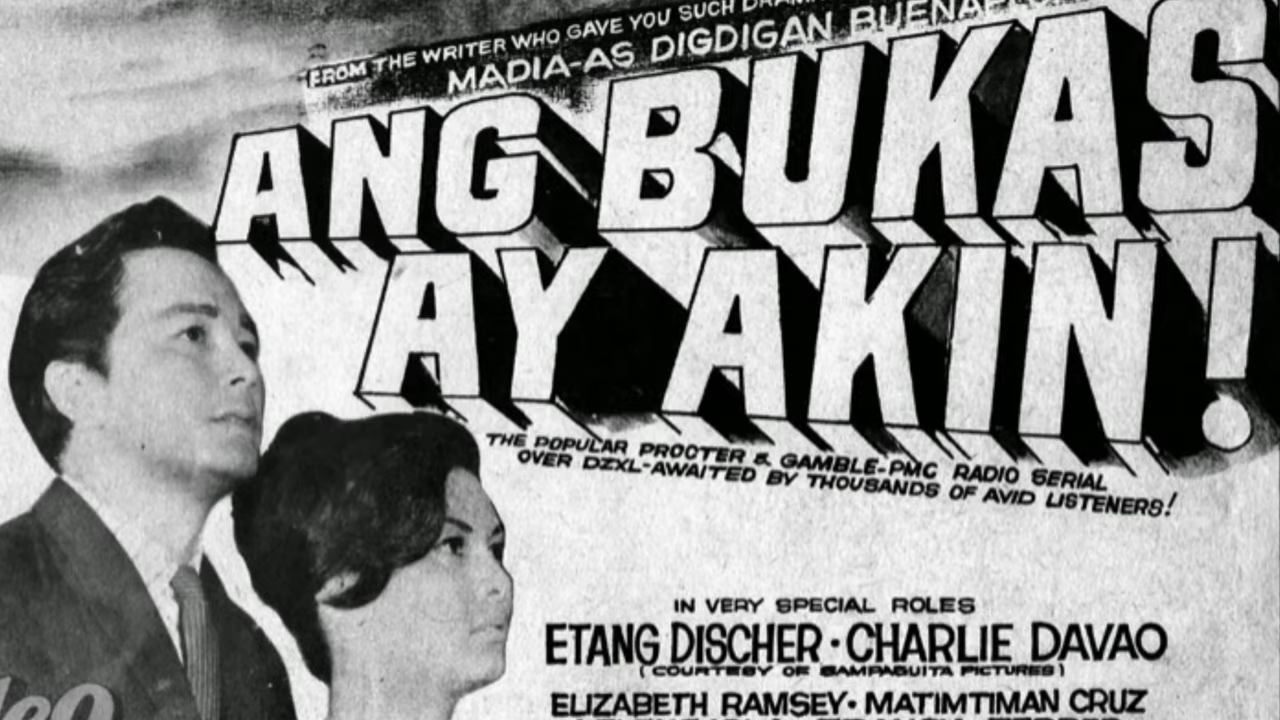 FROM THE WRITER WHO GAVE YOU SUCH
MADIA-AS DIGDIGAN
ANG BUKAS
AY AKIN!
THE POPULAR PROCTER & GAMBLE-PMC RADIO SERIAL
OVER DZXL-AWAITED BY THOUSANDS OF AVID LISTENERS!
IN VERY SPECIAL ROLES
ETANG DISCHER · CHARLIE DAVAO
(COURTESY OF SAMPAGUITA PICTURES)
ELIZABETH RAMSEY · MATIMTIMAN CRUZ